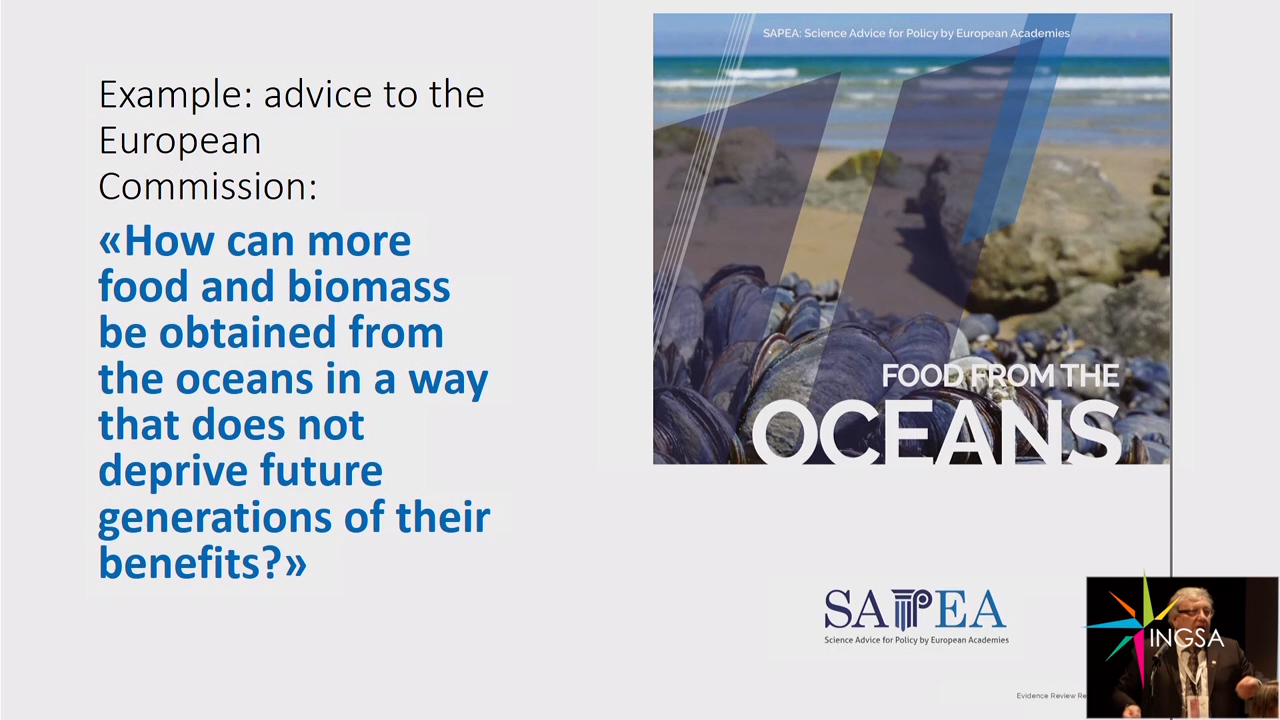 Example: advice to the
European
Commission:
«How can more
food and biomass
be obtained from
the oceans in a way
that does not
deprive future
generations of their
benefits?»
SAPEA: Science Advice for Policy by European Academies
FOOD FROM THE
OCEANS
SAPEA
Science Advice for Policy by European Academies
Evidence Review
INGSA